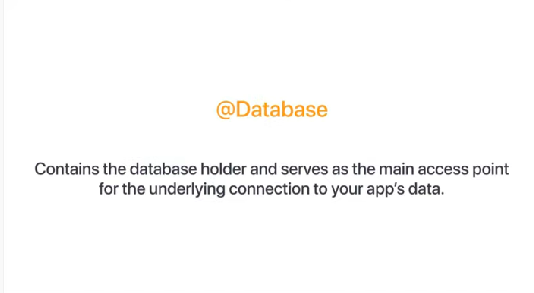 @Database
Contains the database holder and serves as the main access point
for the underlying connection to your app's data.